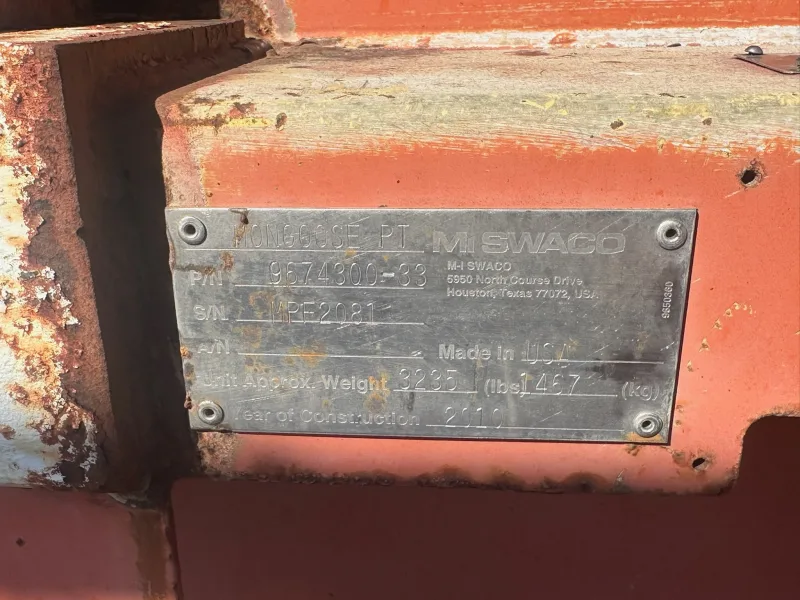 MONGOOSE PT
MI SWACO
P/N 9674300-33
M-I SWACO
5950 North Course Drive
Houston, Texas 77072, USA
S/N MPE2081
A/N
Made in USA
Unit Approx. Weight 3235 (lbs) 1467 (kg)
Year of Construction 2010
9650360